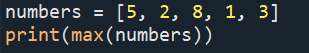 numbers = [5, 2, 8, 1, 3]
print(max(numbers))